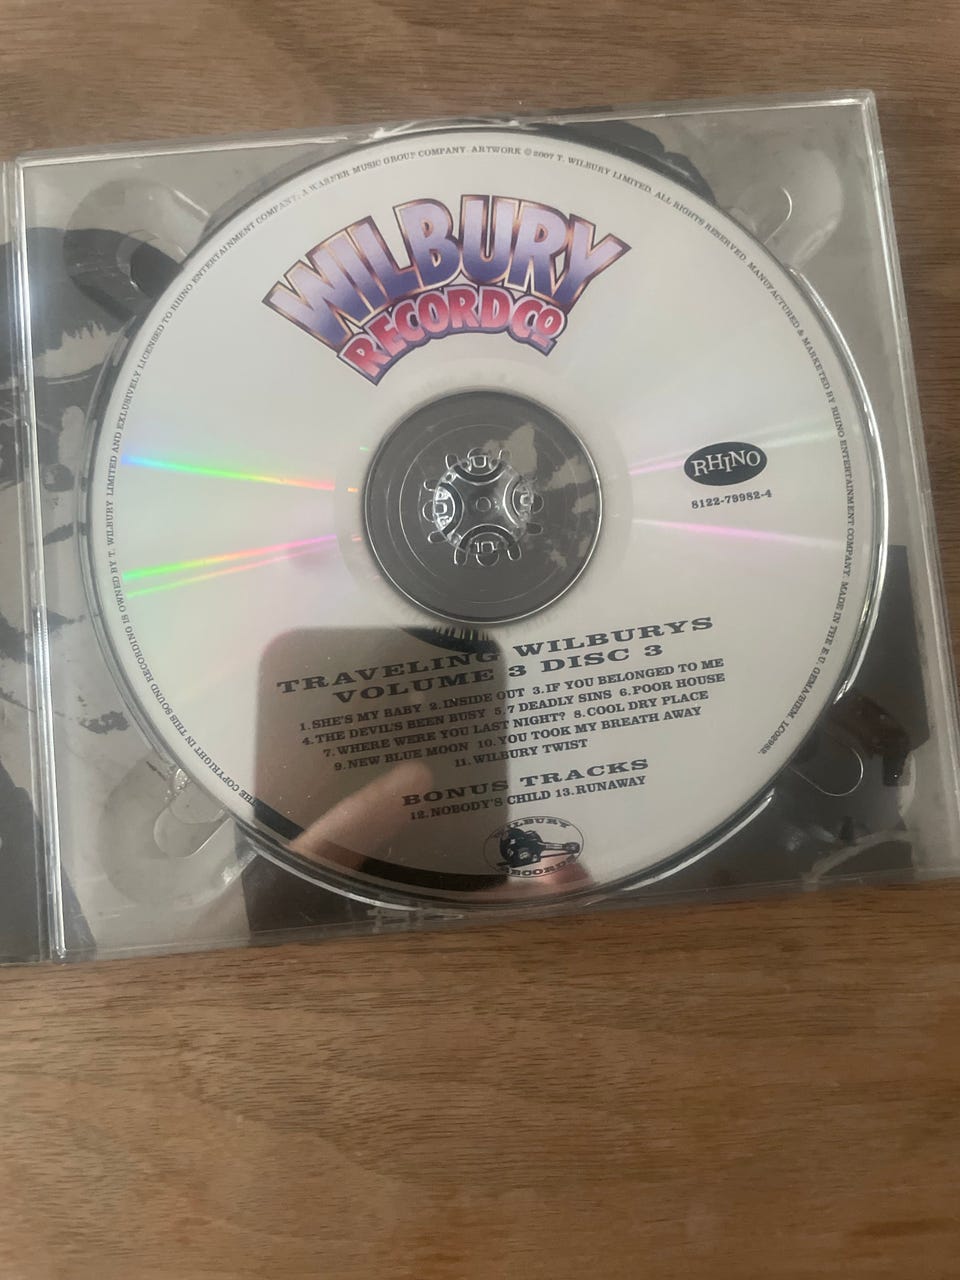 THE COPYRIGHT IN THIS SOUND RECORDING IS OWNED BY T. WILBURY LIMITED AND EXLUSIVELY LICENSED TO RHINO ENTERTAINMENT COMPANY, A WARNER MUSIC GROUP COMPANY. ARTWORK ©2007 T. WILBURY LIMITED. ALL RIGHTS RESERVED. MANUFACTURED & MARKETED BY RHINO ENTERTAINMENT COMPANY. MADE IN THE E.U. GEMA/BIEM. LC02982.
WILBURY
RECORD CO
RHINO
8122-79982-4
TRAVELING WILBURYS
VOLUME 3 DISC 3
1.SHE'S MY BABY 2.INSIDE OUT 3.IF YOU BELONGED TO ME
4.THE DEVIL'S BEEN BUSY 5.7 DEADLY SINS 6.POOR HOUSE
7.WHERE WERE YOU LAST NIGHT? 8.COOL DRY PLACE
9.NEW BLUE MOON 10.YOU TOOK MY BREATH AWAY
11.WILBURY TWIST
BONUS TRACKS
12.NOBODY'S CHILD 13.RUNAWAY
WILBURY
RECORDS